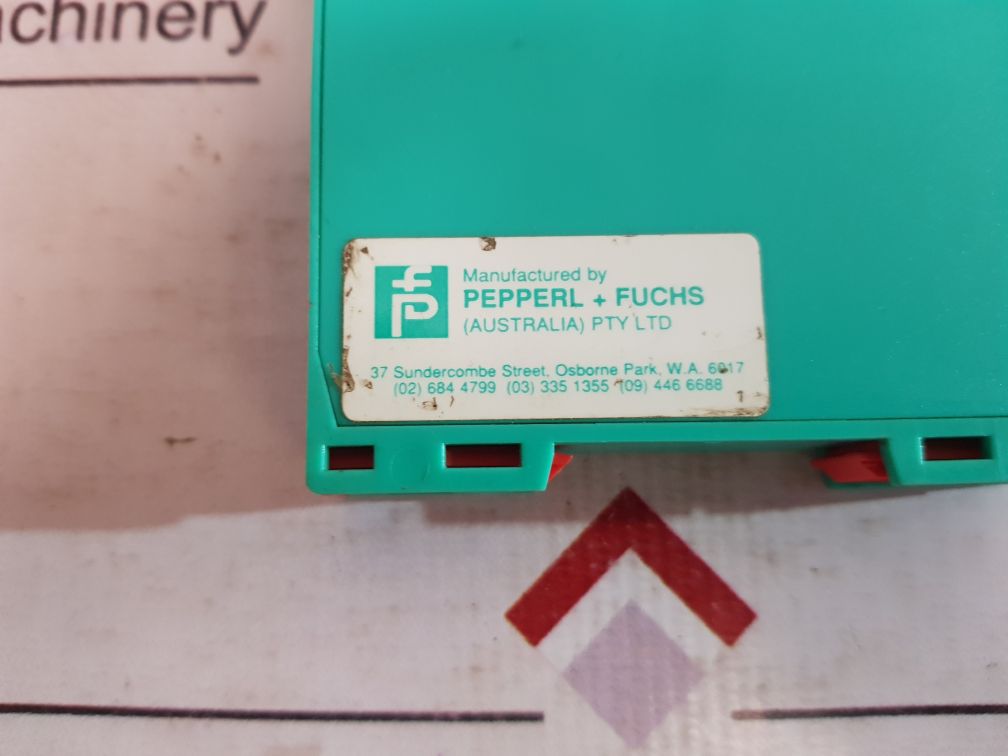 achinery
Manufactured by
PEPPERL + FUCHS
(AUSTRALIA) PTY LTD
37 Sundercombe Street, Osborne Park, W.A. 6017
(02) 684 4799 (03) 335 1355 (09) 446 6688
1